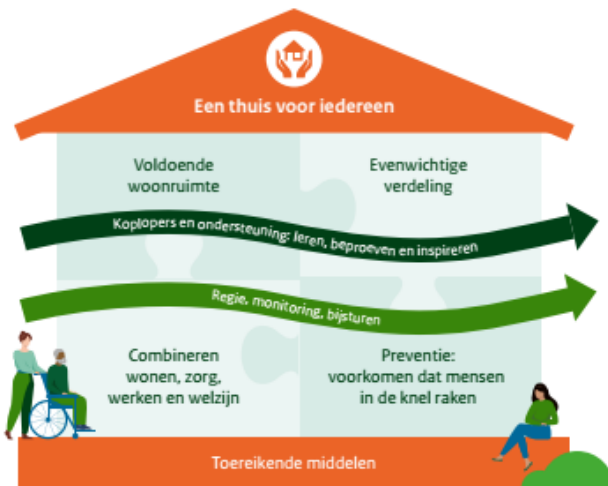 Een thuis voor iedereen
Voldoende
woonruimte
Evenwichtige
verdeling
Koplopers en ondersteuning: leren, beproeven en inspireren
Regie, monitoring, bijsturen
Combineren
wonen, zorg,
werken en welzijn
Preventie:
voorkomen dat mensen
in de knel raken
Toereikende middelen